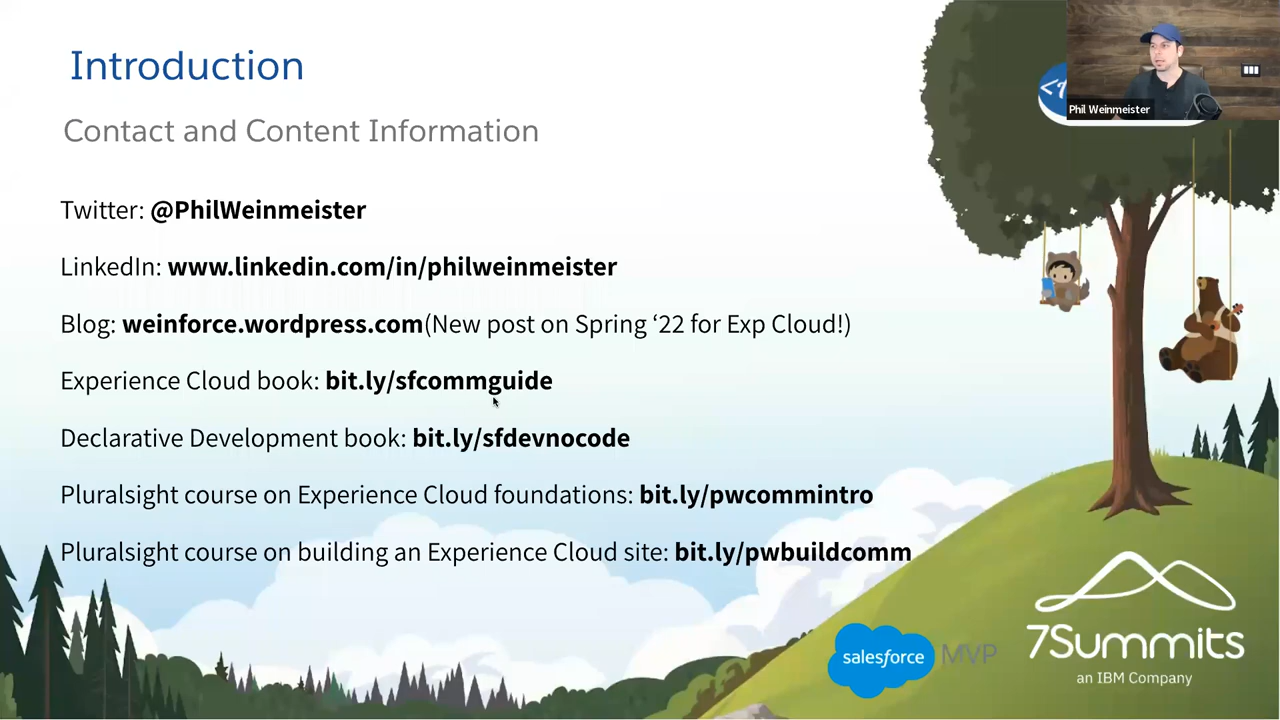 Introduction
Contact and Content Information
Phil Weinmeister
Twitter: @PhilWeinmeister
LinkedIn: www.linkedin.com/in/philweinmeister
Blog: weinforce.wordpress.com(New post on Spring ‘22 for Exp Cloud!)
Experience Cloud book: bit.ly/sfcommguide
Declarative Development book: bit.ly/sfdevnocode
Pluralsight course on Experience Cloud foundations: bit.ly/pwcommintro
Pluralsight course on building an Experience Cloud site: bit.ly/pwbuildcomm
salesforce MVP
7Summits
an IBM Company